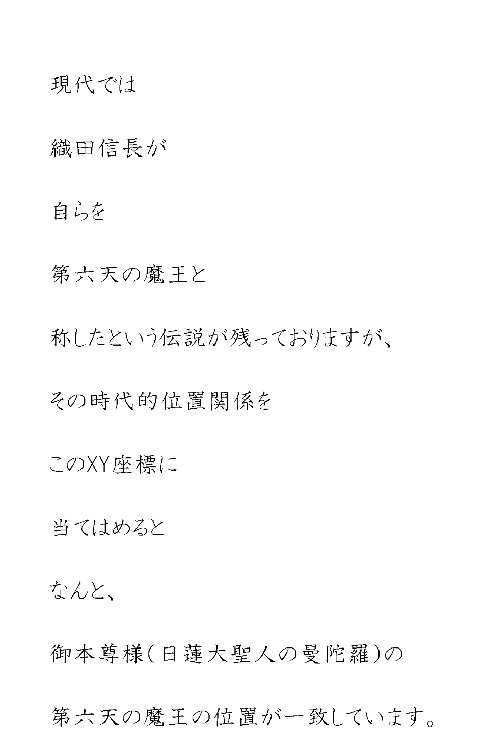 現代では
織田信長が
自らを
第六天の魔王と
称したという伝説が残っておりますが、
その時代的位置関係を
このXY座標に
当てはめると
なんと、
御本尊様(日蓮大聖人の曼陀羅)の
第六天の魔王の位置が一致しています。